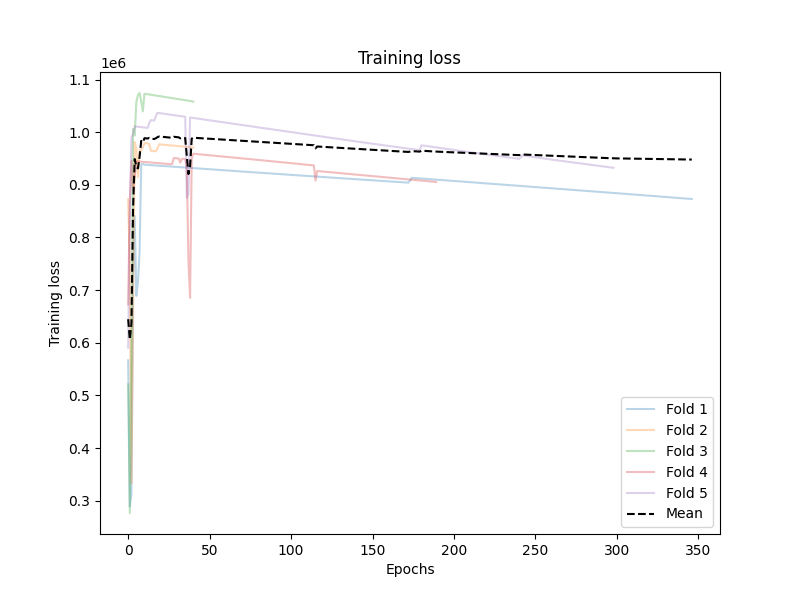 Training loss
1e6
1.1
1.0
0.9
0.8
0.7
0.6
0.5
0.4
0.3
Training loss
0 50 100 150 200 250 300 350
Epochs
Fold 1
Fold 2
Fold 3
Fold 4
Fold 5
Mean